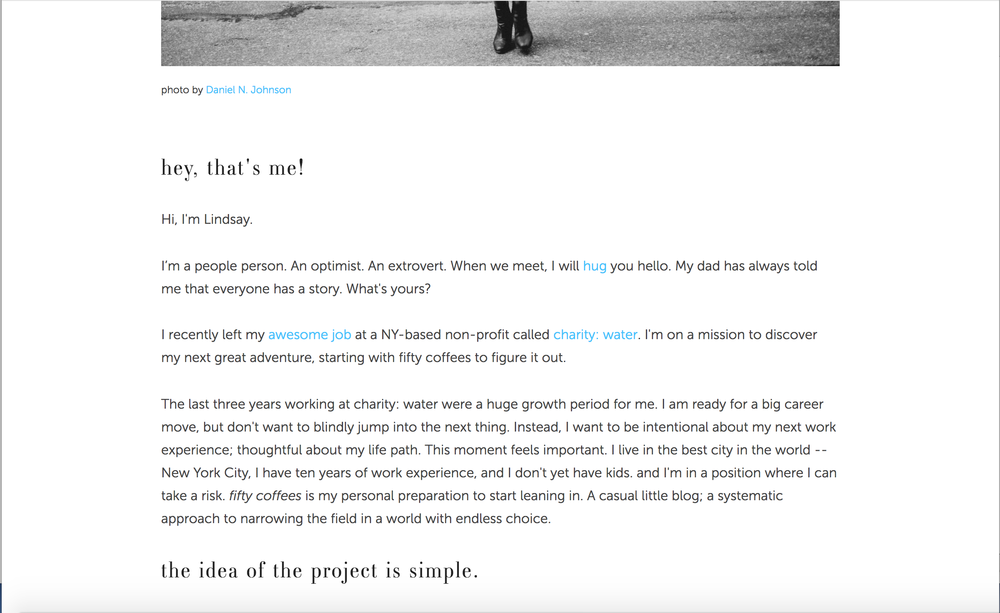 photo by Daniel N. Johnson
hey, that's me!
Hi, I'm Lindsay.
I’m a people person. An optimist. An extrovert. When we meet, I will hug you hello. My dad has always told
me that everyone has a story. What's yours?
I recently left my awesome job at a NY-based non-profit called charity: water. I'm on a mission to discover
my next great adventure, starting with fifty coffees to figure it out.
The last three years working at charity: water were a huge growth period for me. I am ready for a big career
move, but don't want to blindly jump into the next thing. Instead, I want to be intentional about my next work
experience; thoughtful about my life path. This moment feels important. I live in the best city in the world --
New York City, I have ten years of work experience, and I don't yet have kids. and I'm in a position where I can
take a risk. fifty coffees is my personal preparation to start leaning in. A casual little blog; a systematic
approach to narrowing the field in a world with endless choice.
the idea of the project is simple.